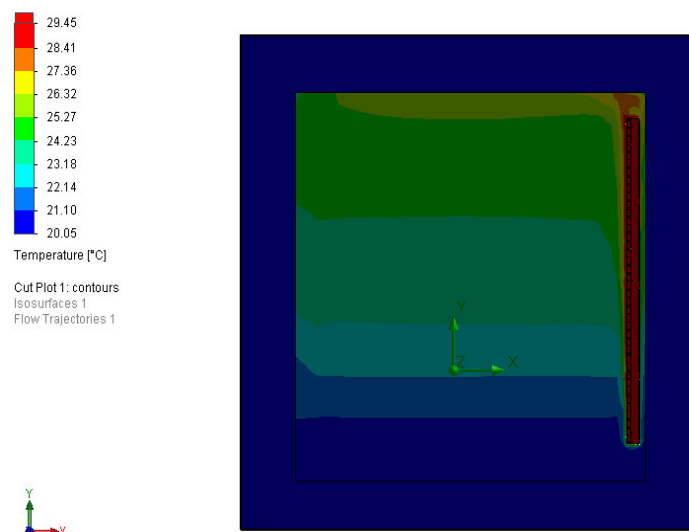 29.45
28.41
27.36
26.32
25.27
24.23
23.18
22.14
21.10
20.05
Temperature [°C]
Cut Plot 1: contours
Isosurfaces 1
Flow Trajectories 1
Y
Z
X
Y
X